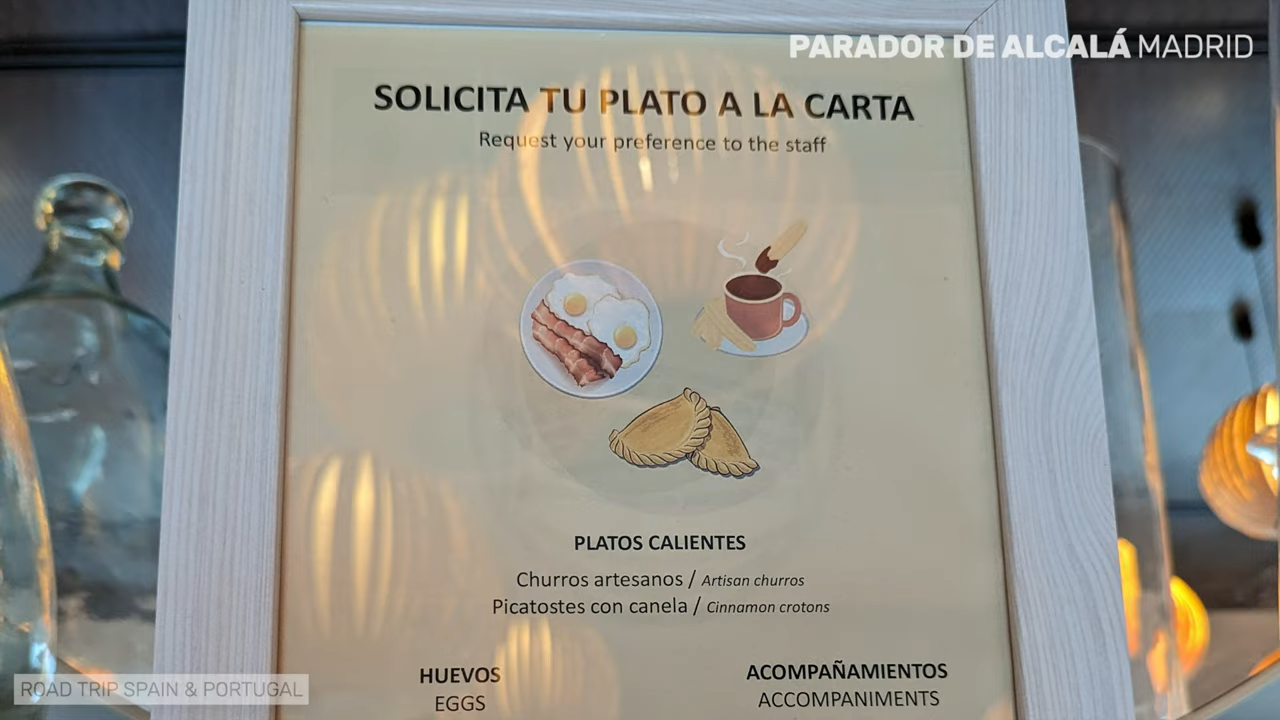 PARADOR DE ALCALÁ MADRID
SOLICITA TU PLATO A LA CARTA
Request your preference to the staff
PLATOS CALIENTES
Churros artesanos / Artisan churros
Picatostes con canela / Cinnamon crotons
HUEVOS
EGGS
ACOMPAÑAMIENTOS
ACCOMPANIMENTS
ROAD TRIP SPAIN & PORTUGAL